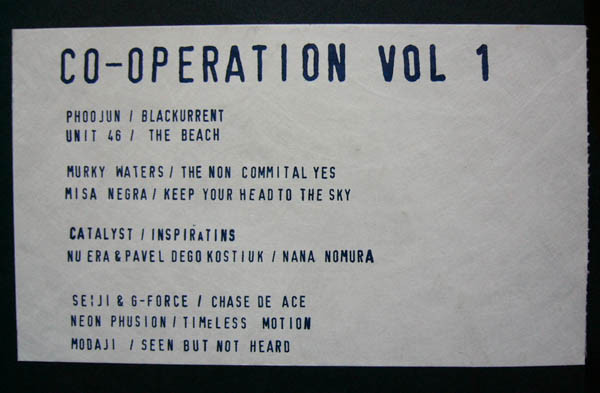 CO-OPERATION VOL 1
PHOOJUN / BLACKURRENT
UNIT 46 / THE BEACH
MURKY WATERS / THE NON COMMITAL YES
MISA NEGRA / KEEP YOUR HEAD TO THE SKY
CATALYST / INSPIRATINS
NU ERA & PAVEL DEGO KOSTIUK / NANA NOMURA
SEIJI & G-FORCE / CHASE DE ACE
NEON PHUSION / TIMELESS MOTION
MODAJI / SEEN BUT NOT HEARD